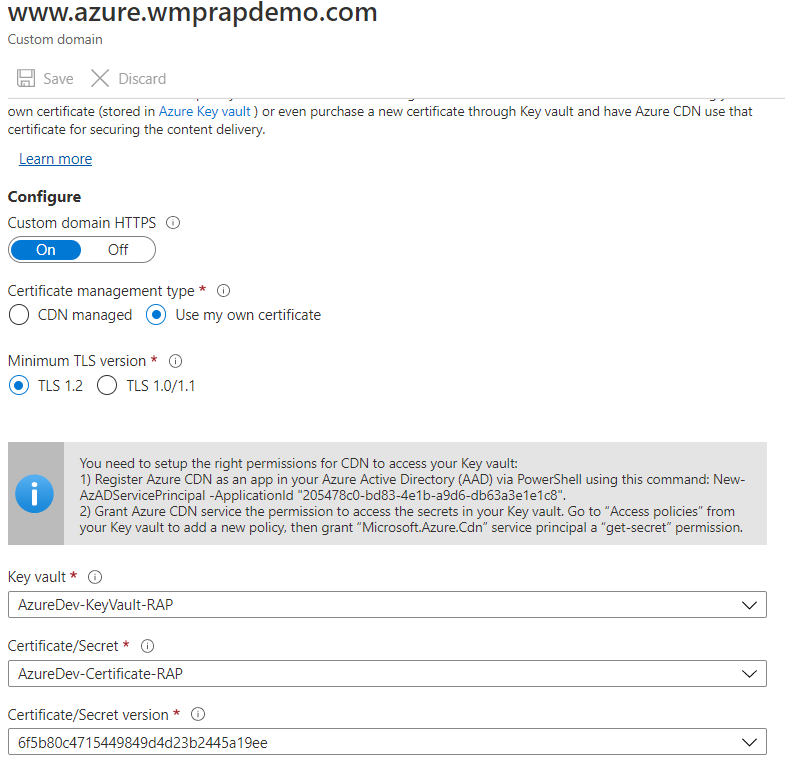 www.azure.wmprapdemo.com
Custom domain
Save Discard
own certificate (stored in Azure Key vault ) or even purchase a new certificate through Key vault and have Azure CDN use that
certificate for securing the content delivery.
Learn more
Configure
Custom domain HTTPS
On Off
Certificate management type *
CDN managed Use my own certificate
Minimum TLS version *
TLS 1.2 TLS 1.0/1.1
You need to setup the right permissions for CDN to access your Key vault:
1) Register Azure CDN as an app in your Azure Active Directory (AAD) via PowerShell using this command: New-
AzADServicePrincipal -ApplicationId "205478c0-bd83-4e1b-a9d6-db63a3e1e1c8".
2) Grant Azure CDN service the permission to access the secrets in your Key vault. Go to “Access policies” from
your Key vault to add a new policy, then grant “Microsoft.Azure.Cdn” service principal a “get-secret” permission.
Key vault *
AzureDev-KeyVault-RAP
Certificate/Secret *
AzureDev-Certificate-RAP
Certificate/Secret version *
6f5b80c4715449849d4d23b2445a19ee